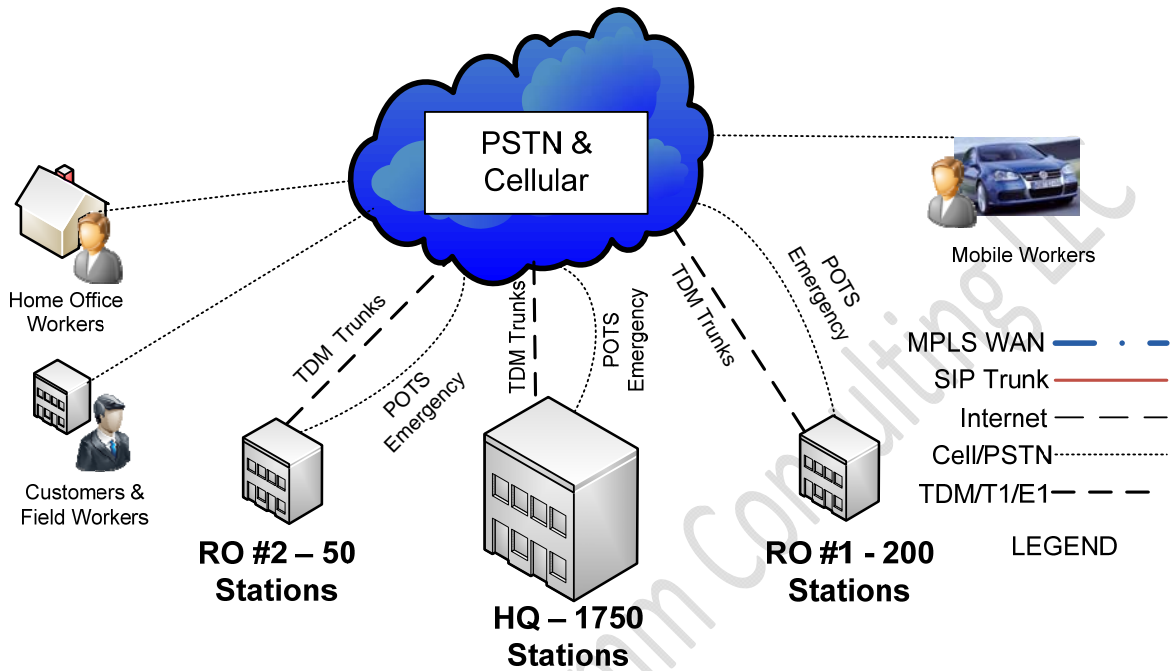 PSTN &
Cellular
Home Office
Workers
Customers &
Field Workers
Mobile Workers
TDM Trunks
POTS
Emergency
TDM Trunks
POTS
Emergency
TDM Trunks
POTS
Emergency
RO #2 – 50
Stations
HQ – 1750
Stations
RO #1 - 200
Stations
MPLS WAN
SIP Trunk
Internet
Cell/PSTN
TDM/T1/E1
LEGEND
Consulting LLC